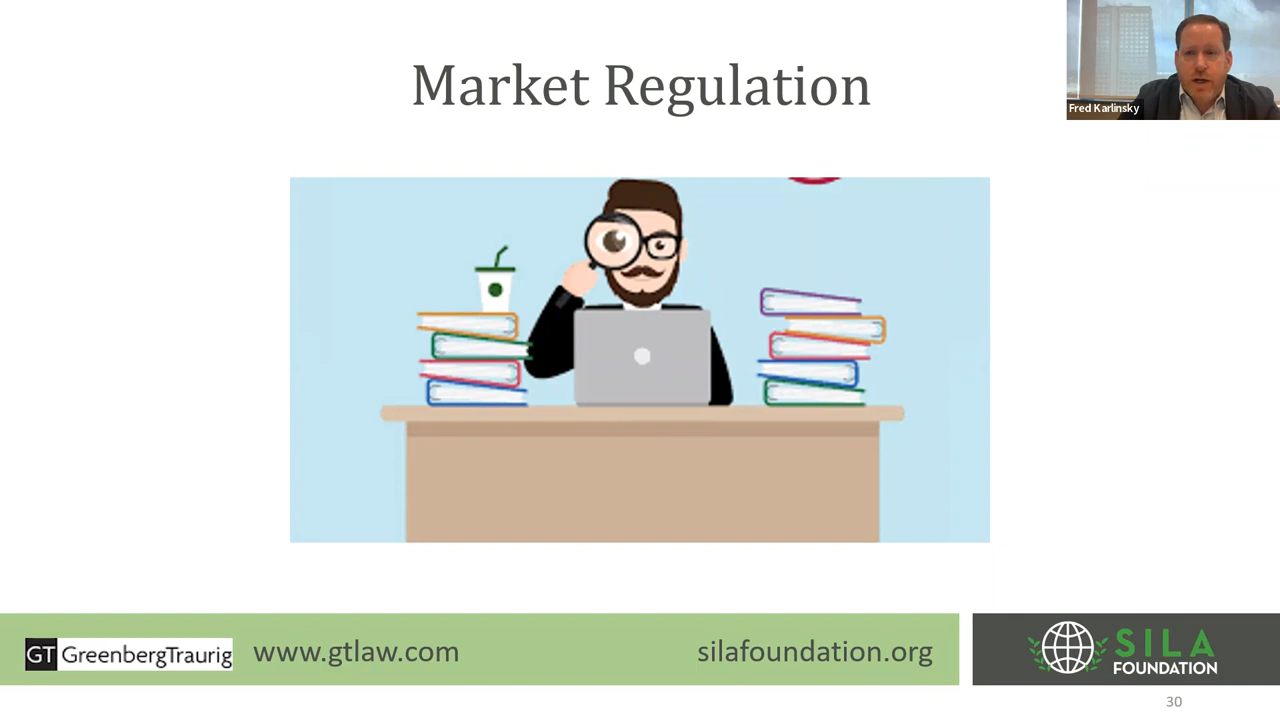 Market Regulation
Fred Karlinsky
GT GreenbergTraurig
www.gtlaw.com
silafoundation.org
SILA
FOUNDATION
30